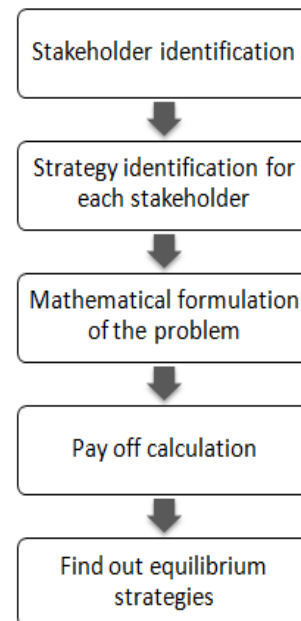 Stakeholder identification
Strategy identification for
each stakeholder
Mathematical formulation
of the problem
Pay off calculation
Find out equilibrium
strategies